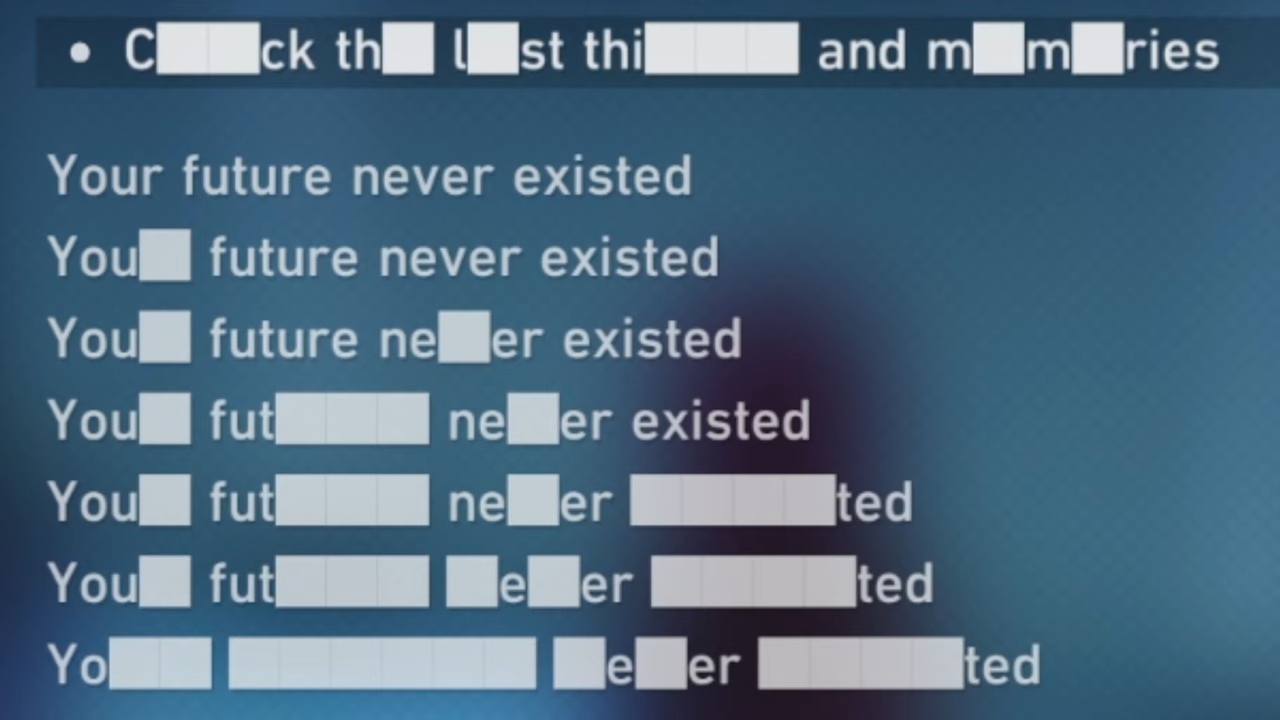 • C██ck th█ l█st thi███ and m█m█ries
Your future never existed
You█ future never existed
You█ future ne█er existed
You█ fut███ ne█er existed
You█ fut███ ne█er ████ted
You█ fut███ █e█er ████ted
Yo██ ██████ █e█er ████ted